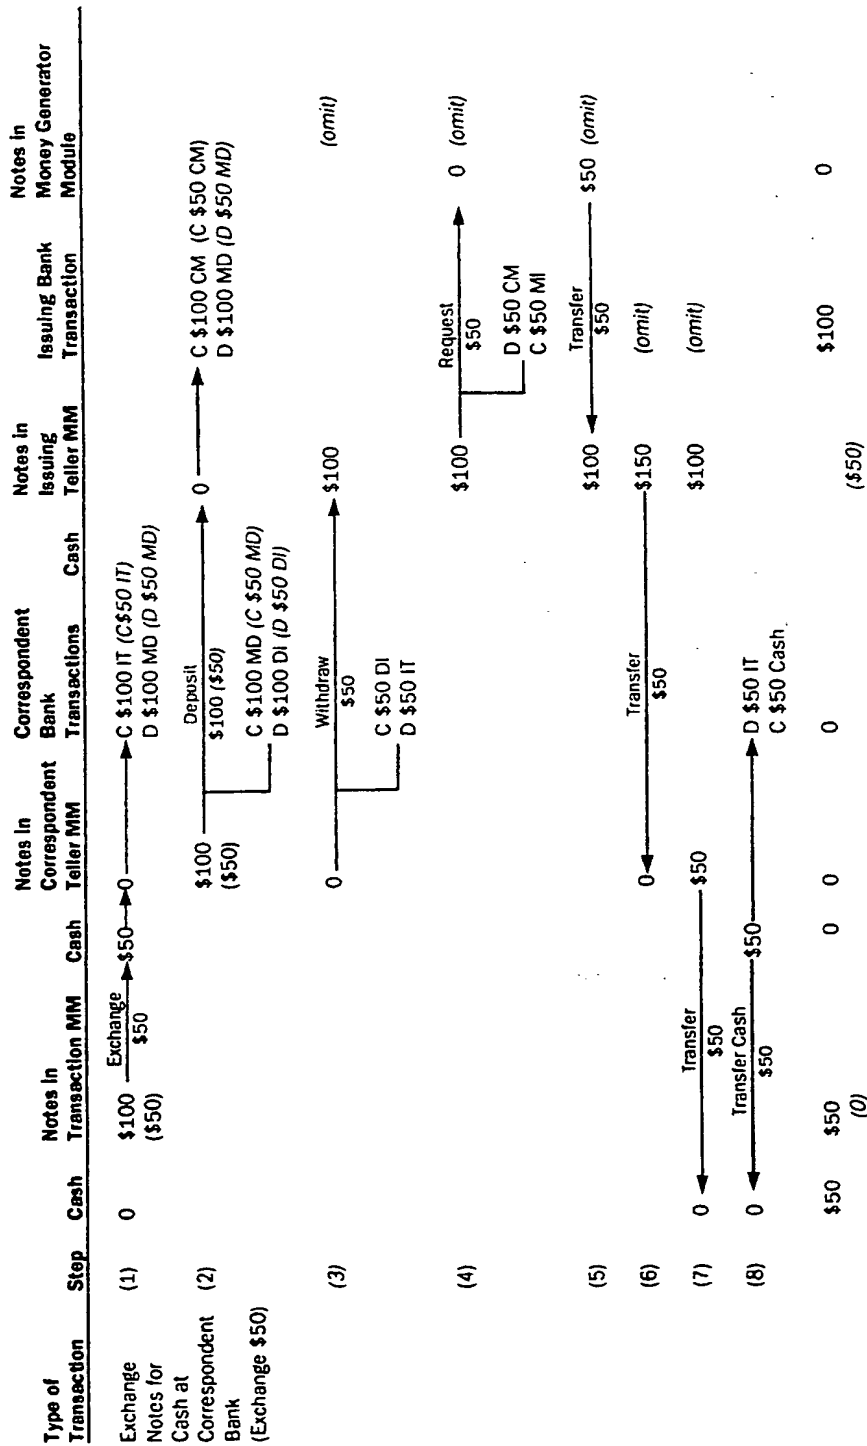 Type of Transaction Step Cash Notes In Transaction MM Cash Notes In Correspondent Teller MM Correspondent Bank Transactions Cash Notes in Issuing Teller MM Issuing Bank Transaction Notes in Money Generator Module
Exchange Notes for Cash at Correspondent Bank (Exchange $50)
(1) 0 $100 ($50) Exchange $50 $50 0 C $100 IT (C$50 IT)
D $100 MD (D $50 MD)
(2) $100 ($50) Deposit $100 ($50) 0 C $100 CM (C $50 CM)
D $100 MD (D $50 MD)
C $100 MD (C $50 MD)
D $100 DI (D $50 DI)
(3) 0 Withdraw $50 $100 (omit)
C $50 DI
D $50 IT
(4) $100 Request $50 0 (omit)
D $50 CM
C $50 MI
(5) $100 Transfer $50 $50 (omit)
(6) 0 Transfer $50 $150 (omit)
(7) 0 Transfer $50 $50 $100 (omit)
(8) 0 Transfer Cash $50 $50 D $50 IT
C $50 Cash
$50 $50 0 0 0 $100 0
(0) ($50)